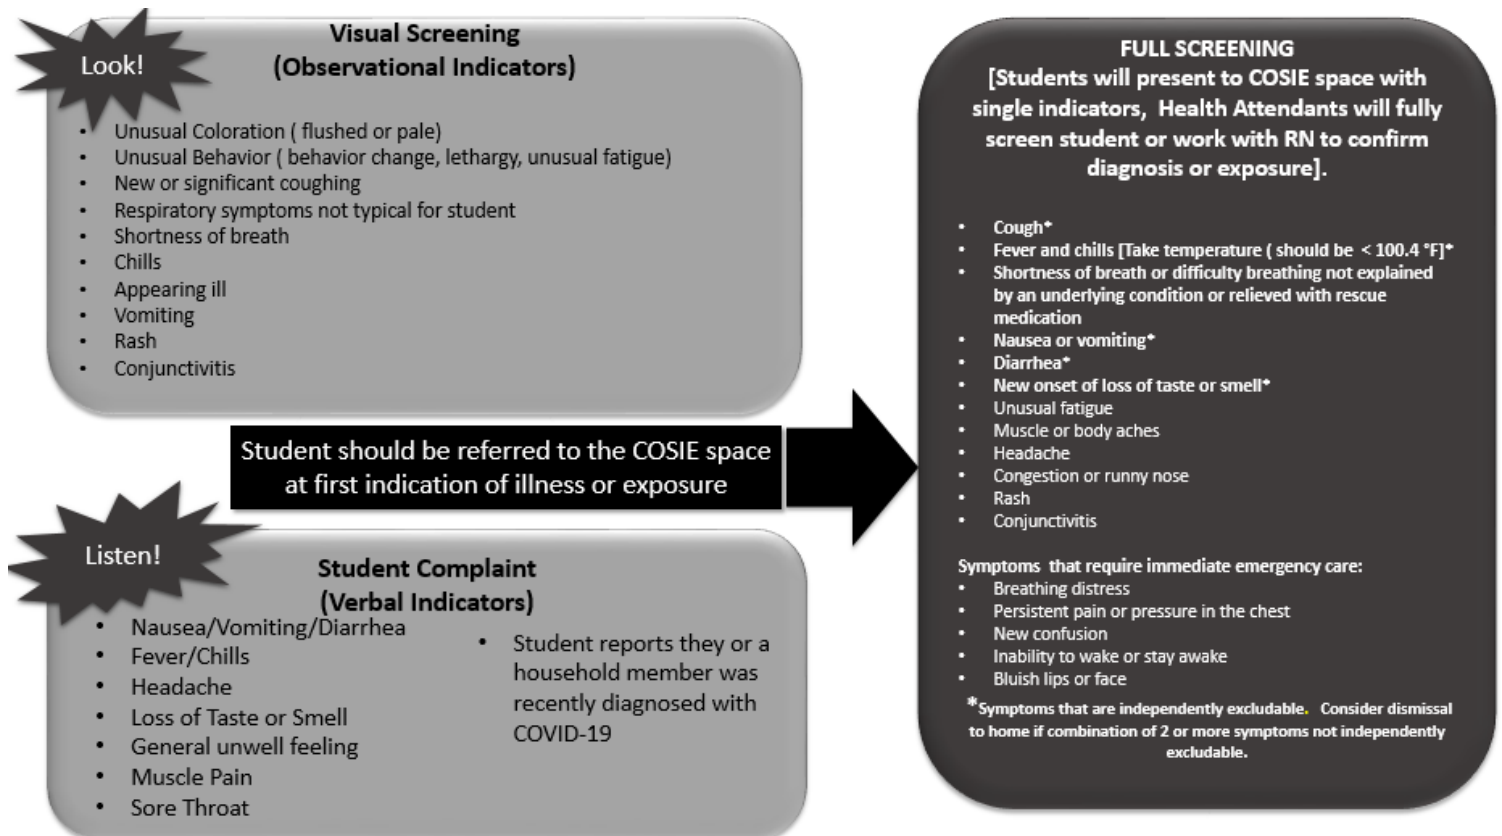 Look!
Visual Screening
(Observational Indicators)
• Unusual Coloration ( flushed or pale)
• Unusual Behavior ( behavior change, lethargy, unusual fatigue)
• New or significant coughing
• Respiratory symptoms not typical for student
• Shortness of breath
• Chills
• Appearing ill
• Vomiting
• Rash
• Conjunctivitis
Student should be referred to the COSIE space
at first indication of illness or exposure
Listen!
Student Complaint
(Verbal Indicators)
• Nausea/Vomiting/Diarrhea
• Fever/Chills
• Headache
• Loss of Taste or Smell
• General unwell feeling
• Muscle Pain
• Sore Throat
• Student reports they or a
household member was
recently diagnosed with
COVID-19
FULL SCREENING
[Students will present to COSIE space with
single indicators, Health Attendants will fully
screen student or work with RN to confirm
diagnosis or exposure].
• Cough*
• Fever and chills [Take temperature ( should be < 100.4 °F]*
• Shortness of breath or difficulty breathing not explained
by an underlying condition or relieved with rescue
medication
• Nausea or vomiting*
• Diarrhea*
• New onset of loss of taste or smell*
• Unusual fatigue
• Muscle or body aches
• Headache
• Congestion or runny nose
• Rash
• Conjunctivitis
Symptoms that require immediate emergency care:
• Breathing distress
• Persistent pain or pressure in the chest
• New confusion
• Inability to wake or stay awake
• Bluish lips or face
*Symptoms that are independently excludable. Consider dismissal
to home if combination of 2 or more symptoms not independently
excludable.